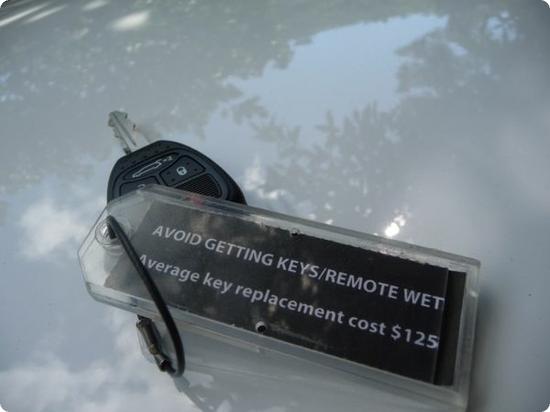 AVOID GETTING KEYS/REMOTE WET
Average key replacement cost $125